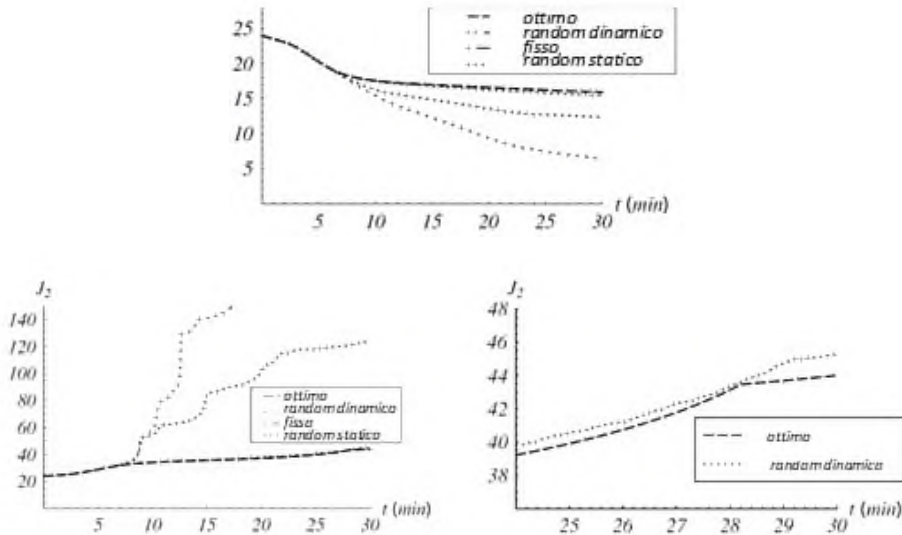 25
20
15
10
5
ottimo
random dinamico
fisso
random statico
t (min)
5 10 15 20 25 30
J2
140
120
100
80
60
40
20
ottimo
random dinamico
fisso
random statico
t (min)
5 10 15 20 25 30
J2
48
46
44
42
40
38
ottimo
random dinamico
t (min)
25 26 27 28 29 30